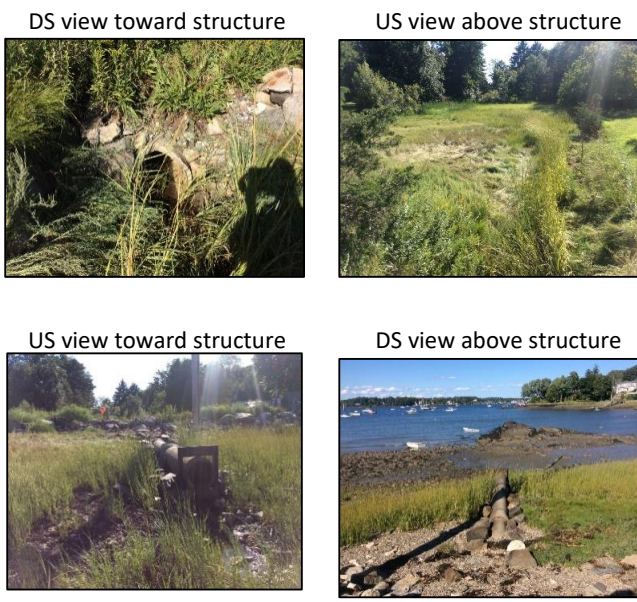 DS view toward structure
US view above structure
US view toward structure
DS view above structure